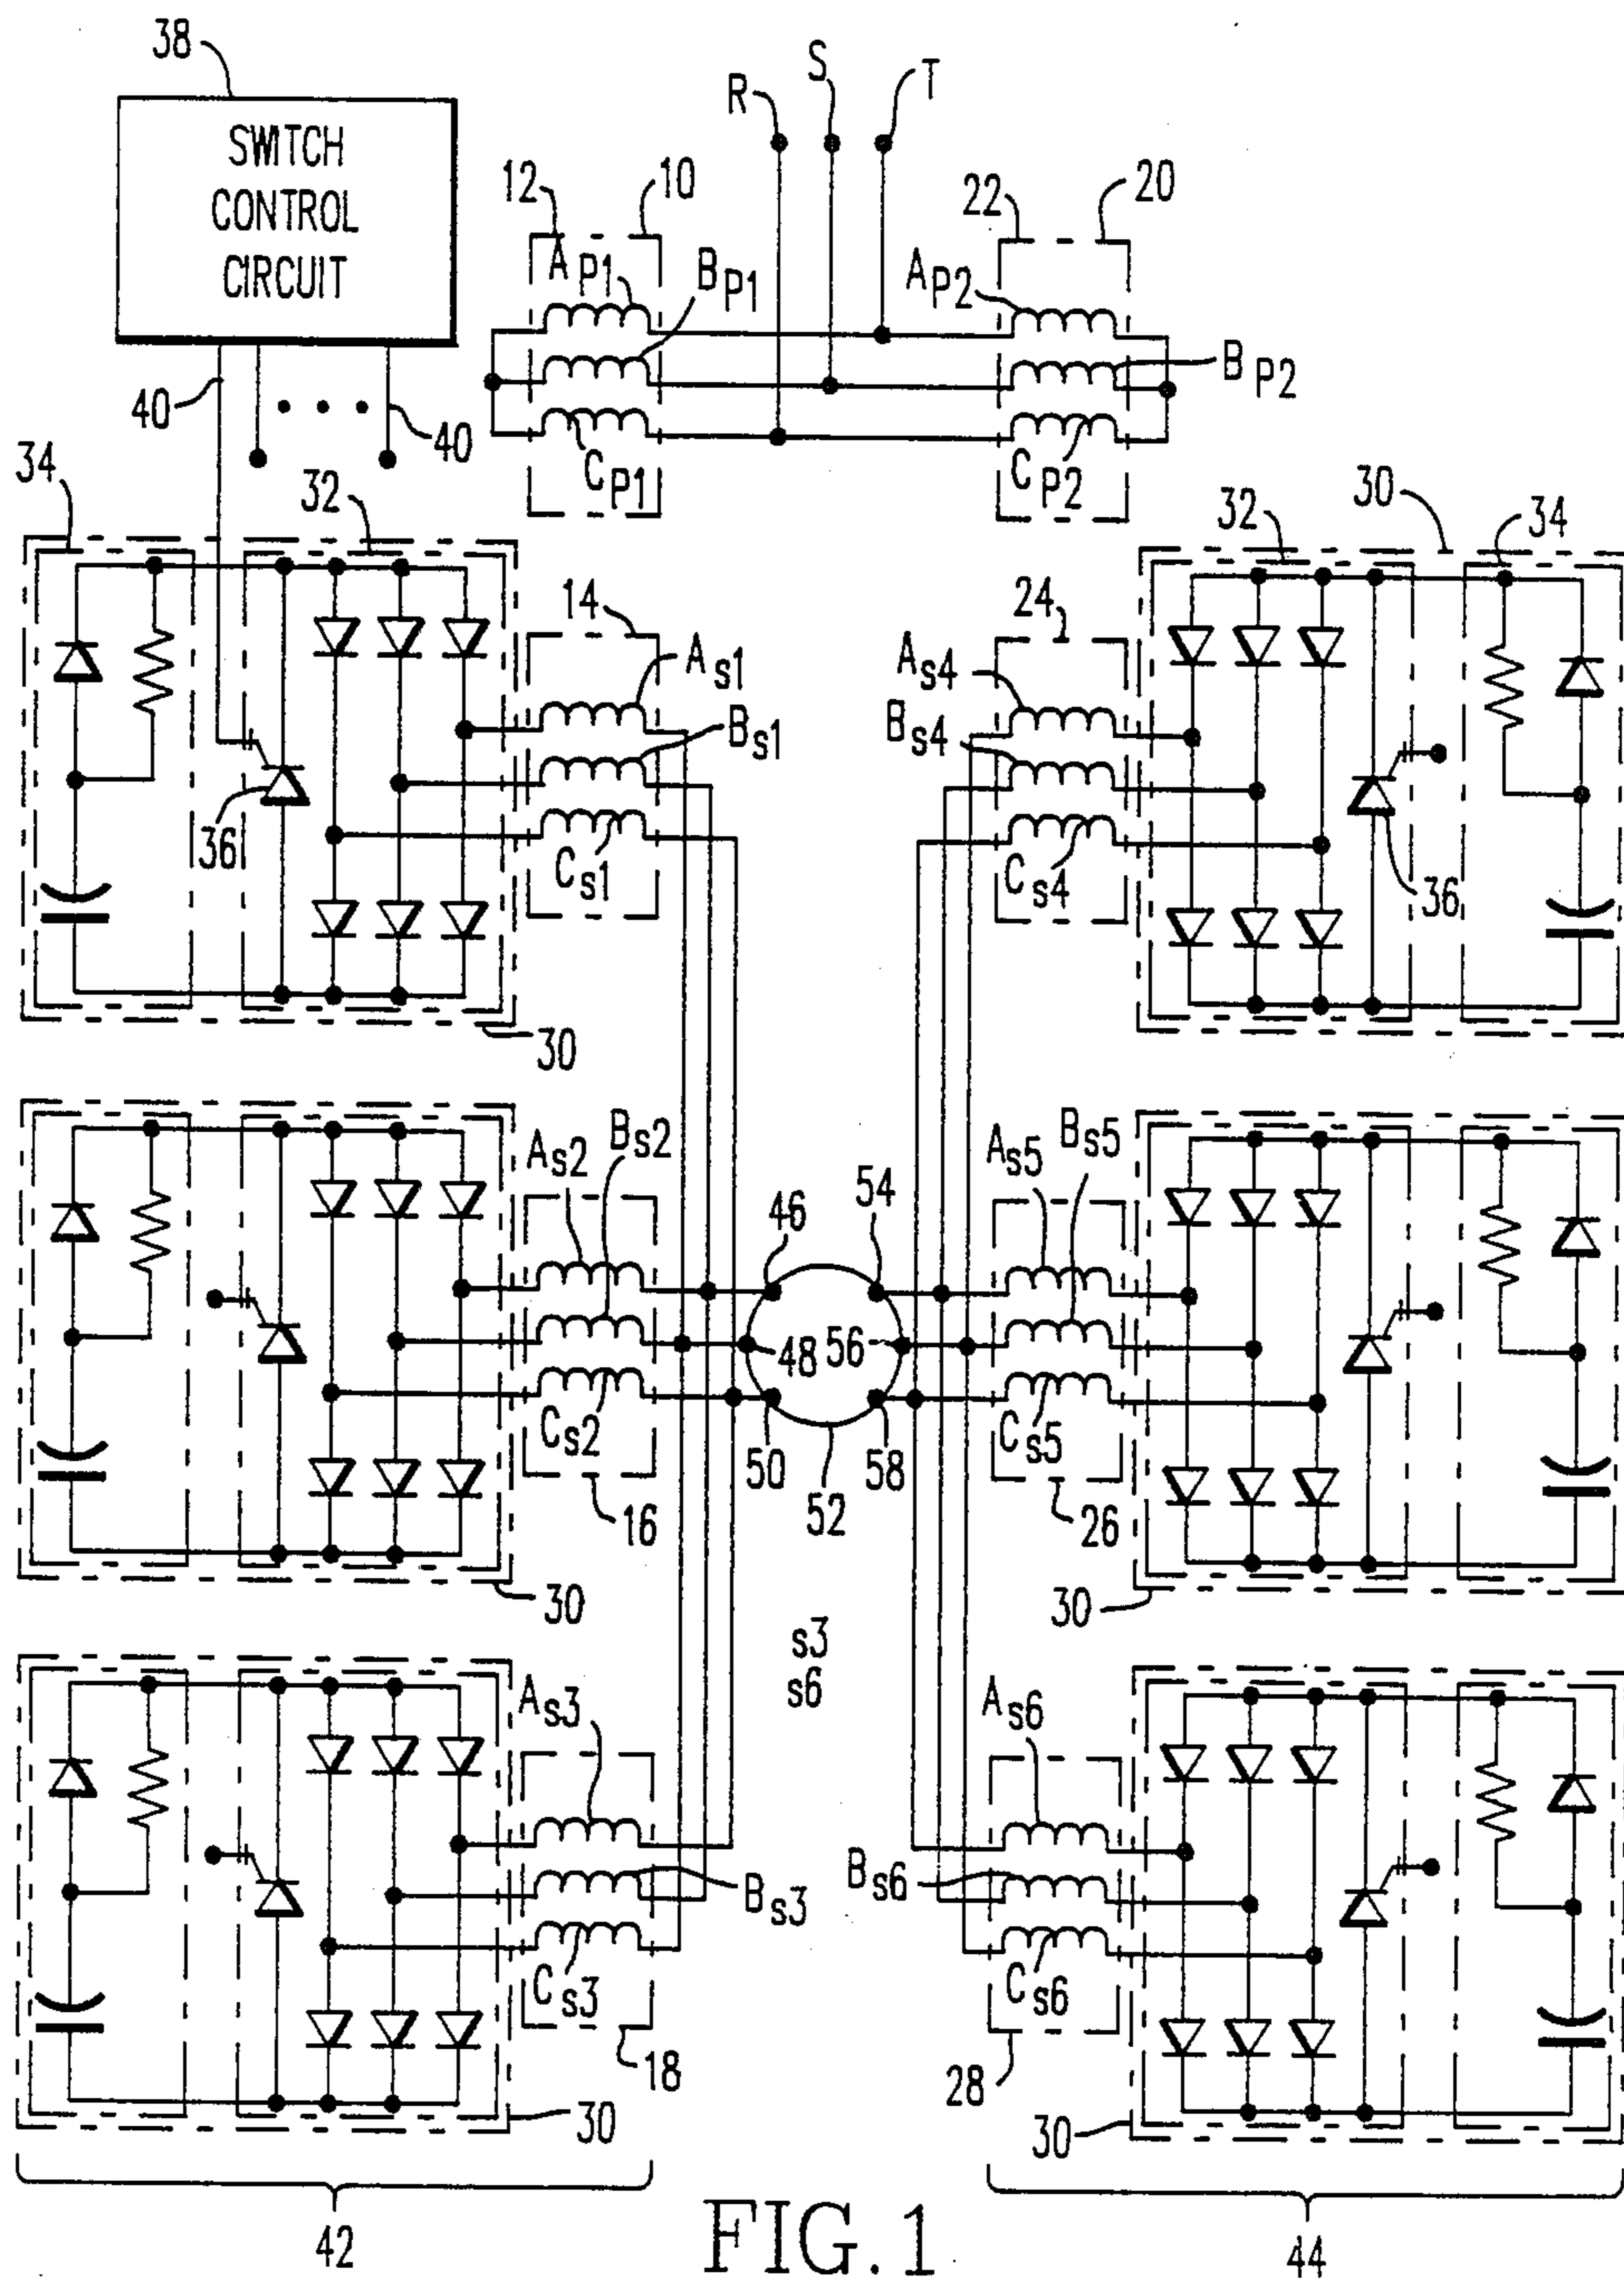 38
SWITCH
CONTROL
CIRCUIT
R
S
T
12
10
22
20
A P1
B P1
A P2
B P2
C P1
C P2
40
40
34
32
14
A s1
B s1
C s1
36
30
24
A s4
B s4
C s4
32
30
34
36
A s2
B s2
C s2
16
30
46
48
50
52
54
56
58
A s5
B s5
C s5
26
30
s3
s6
A s3
B s3
C s3
18
30
A s6
B s6
C s6
28
30
42
FIG. 1
44